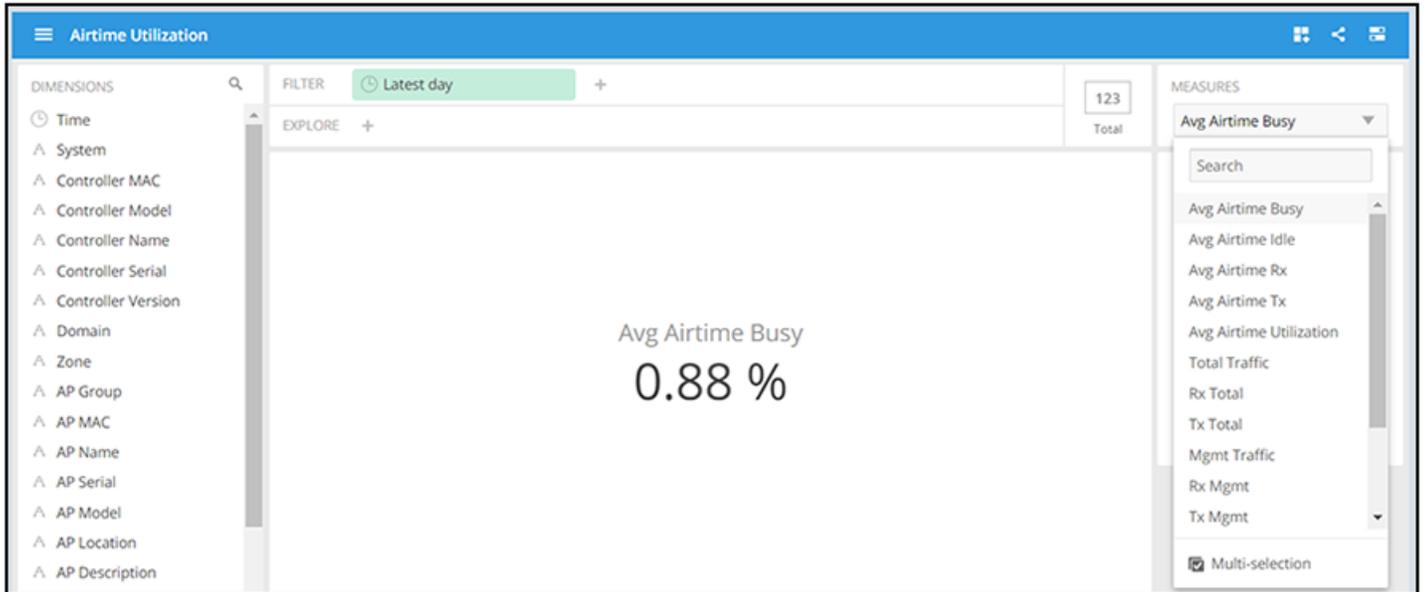 Airtime Utilization
DIMENSIONS
Time
System
Controller MAC
Controller Model
Controller Name
Controller Serial
Controller Version
Domain
Zone
AP Group
AP MAC
AP Name
AP Serial
AP Model
AP Location
AP Description
FILTER
Latest day
+
EXPLORE +
123
Total
Avg Airtime Busy
0.88 %
MEASURES
Avg Airtime Busy
Search
Avg Airtime Busy
Avg Airtime Idle
Avg Airtime Rx
Avg Airtime Tx
Avg Airtime Utilization
Total Traffic
Rx Total
Tx Total
Mgmt Traffic
Rx Mgmt
Tx Mgmt
Multi-selection